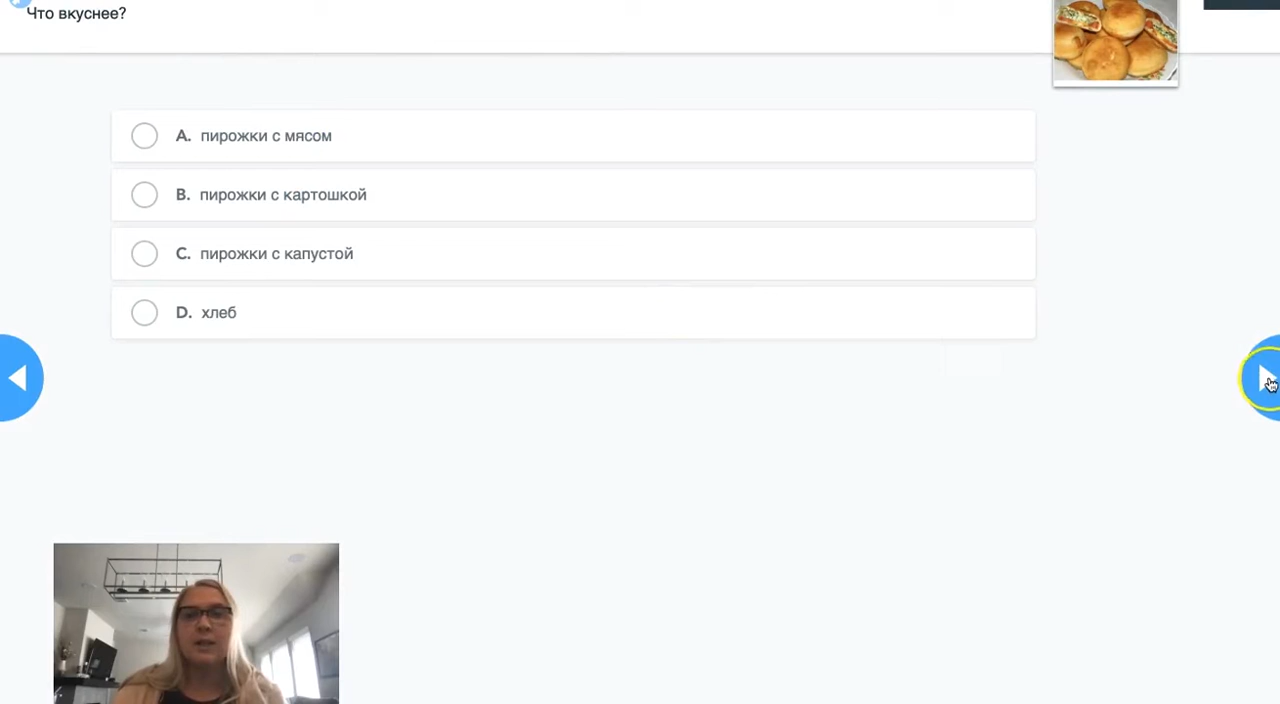 Что вкуснее?
A. пирожки с мясом
B. пирожки с картошкой
C. пирожки с капустой
D. хлеб